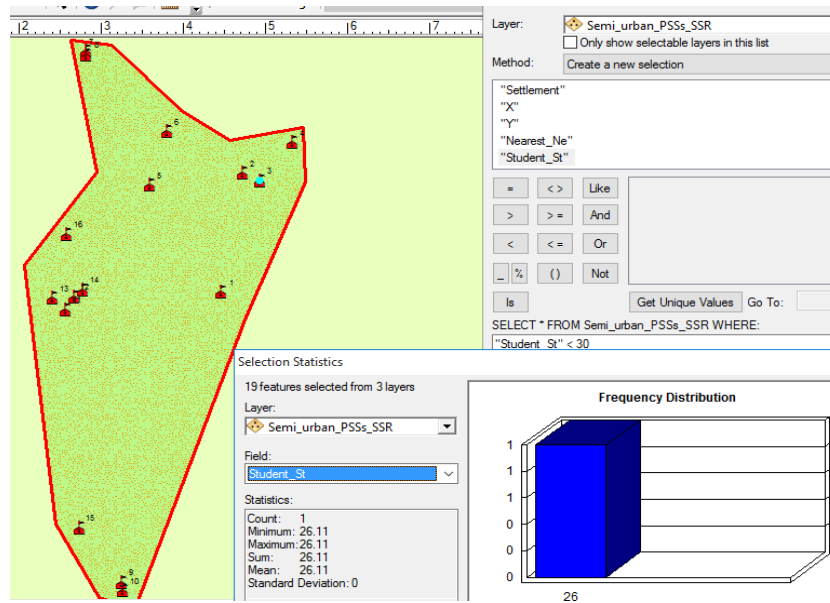 2 3 4 5 6 7
7
6
4
2
3
5
16
14
13
1
15
9
10
Layer:
Semi_urban_PSSs_SSR
Only show selectable layers in this list
Method:
Create a new selection
"Settlement"
"X"
"Y"
"Nearest_Ne"
"Student_St"
= < > Like
> > = And
< < = Or
_ % ( ) Not
Is Get Unique Values Go To:
SELECT * FROM Semi_urban_PSSs_SSR WHERE:
"Student_St" < 30
Selection Statistics
19 features selected from 3 layers
Layer:
Semi_urban_PSSs_SSR
Field:
Student_St
Statistics:
Count: 1
Minimum: 26.11
Maximum: 26.11
Sum: 26.11
Mean: 26.11
Standard Deviation: 0
Frequency Distribution
1
1
1
0
0
0
26